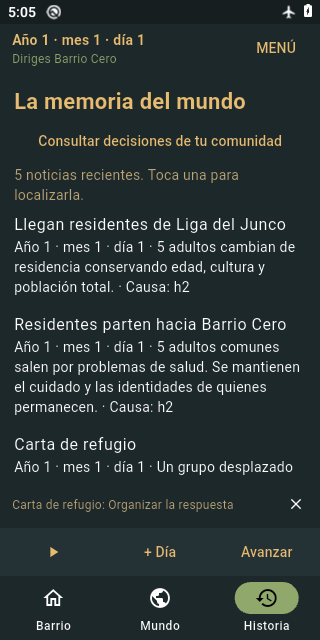 5:05
Año 1 · mes 1 · día 1
Diriges Barrio Cero
MENÚ
La memoria del mundo
Consultar decisiones de tu comunidad
5 noticias recientes. Toca una para
localizarla.
Llegan residentes de Liga del Junco
Año 1 · mes 1 · día 1 · 5 adultos cambian de
residencia conservando edad, cultura y
población total. · Causa: h2
Residentes parten hacia Barrio Cero
Año 1 · mes 1 · día 1 · 5 adultos comunes
salen por problemas de salud. Se mantienen
el cuidado y las identidades de quienes
permanecen. · Causa: h2
Carta de refugio
Año 1 · mes 1 · día 1 · Un grupo desplazado
Carta de refugio: Organizar la respuesta
+ Día
Avanzar
Barrio
Mundo
Historia